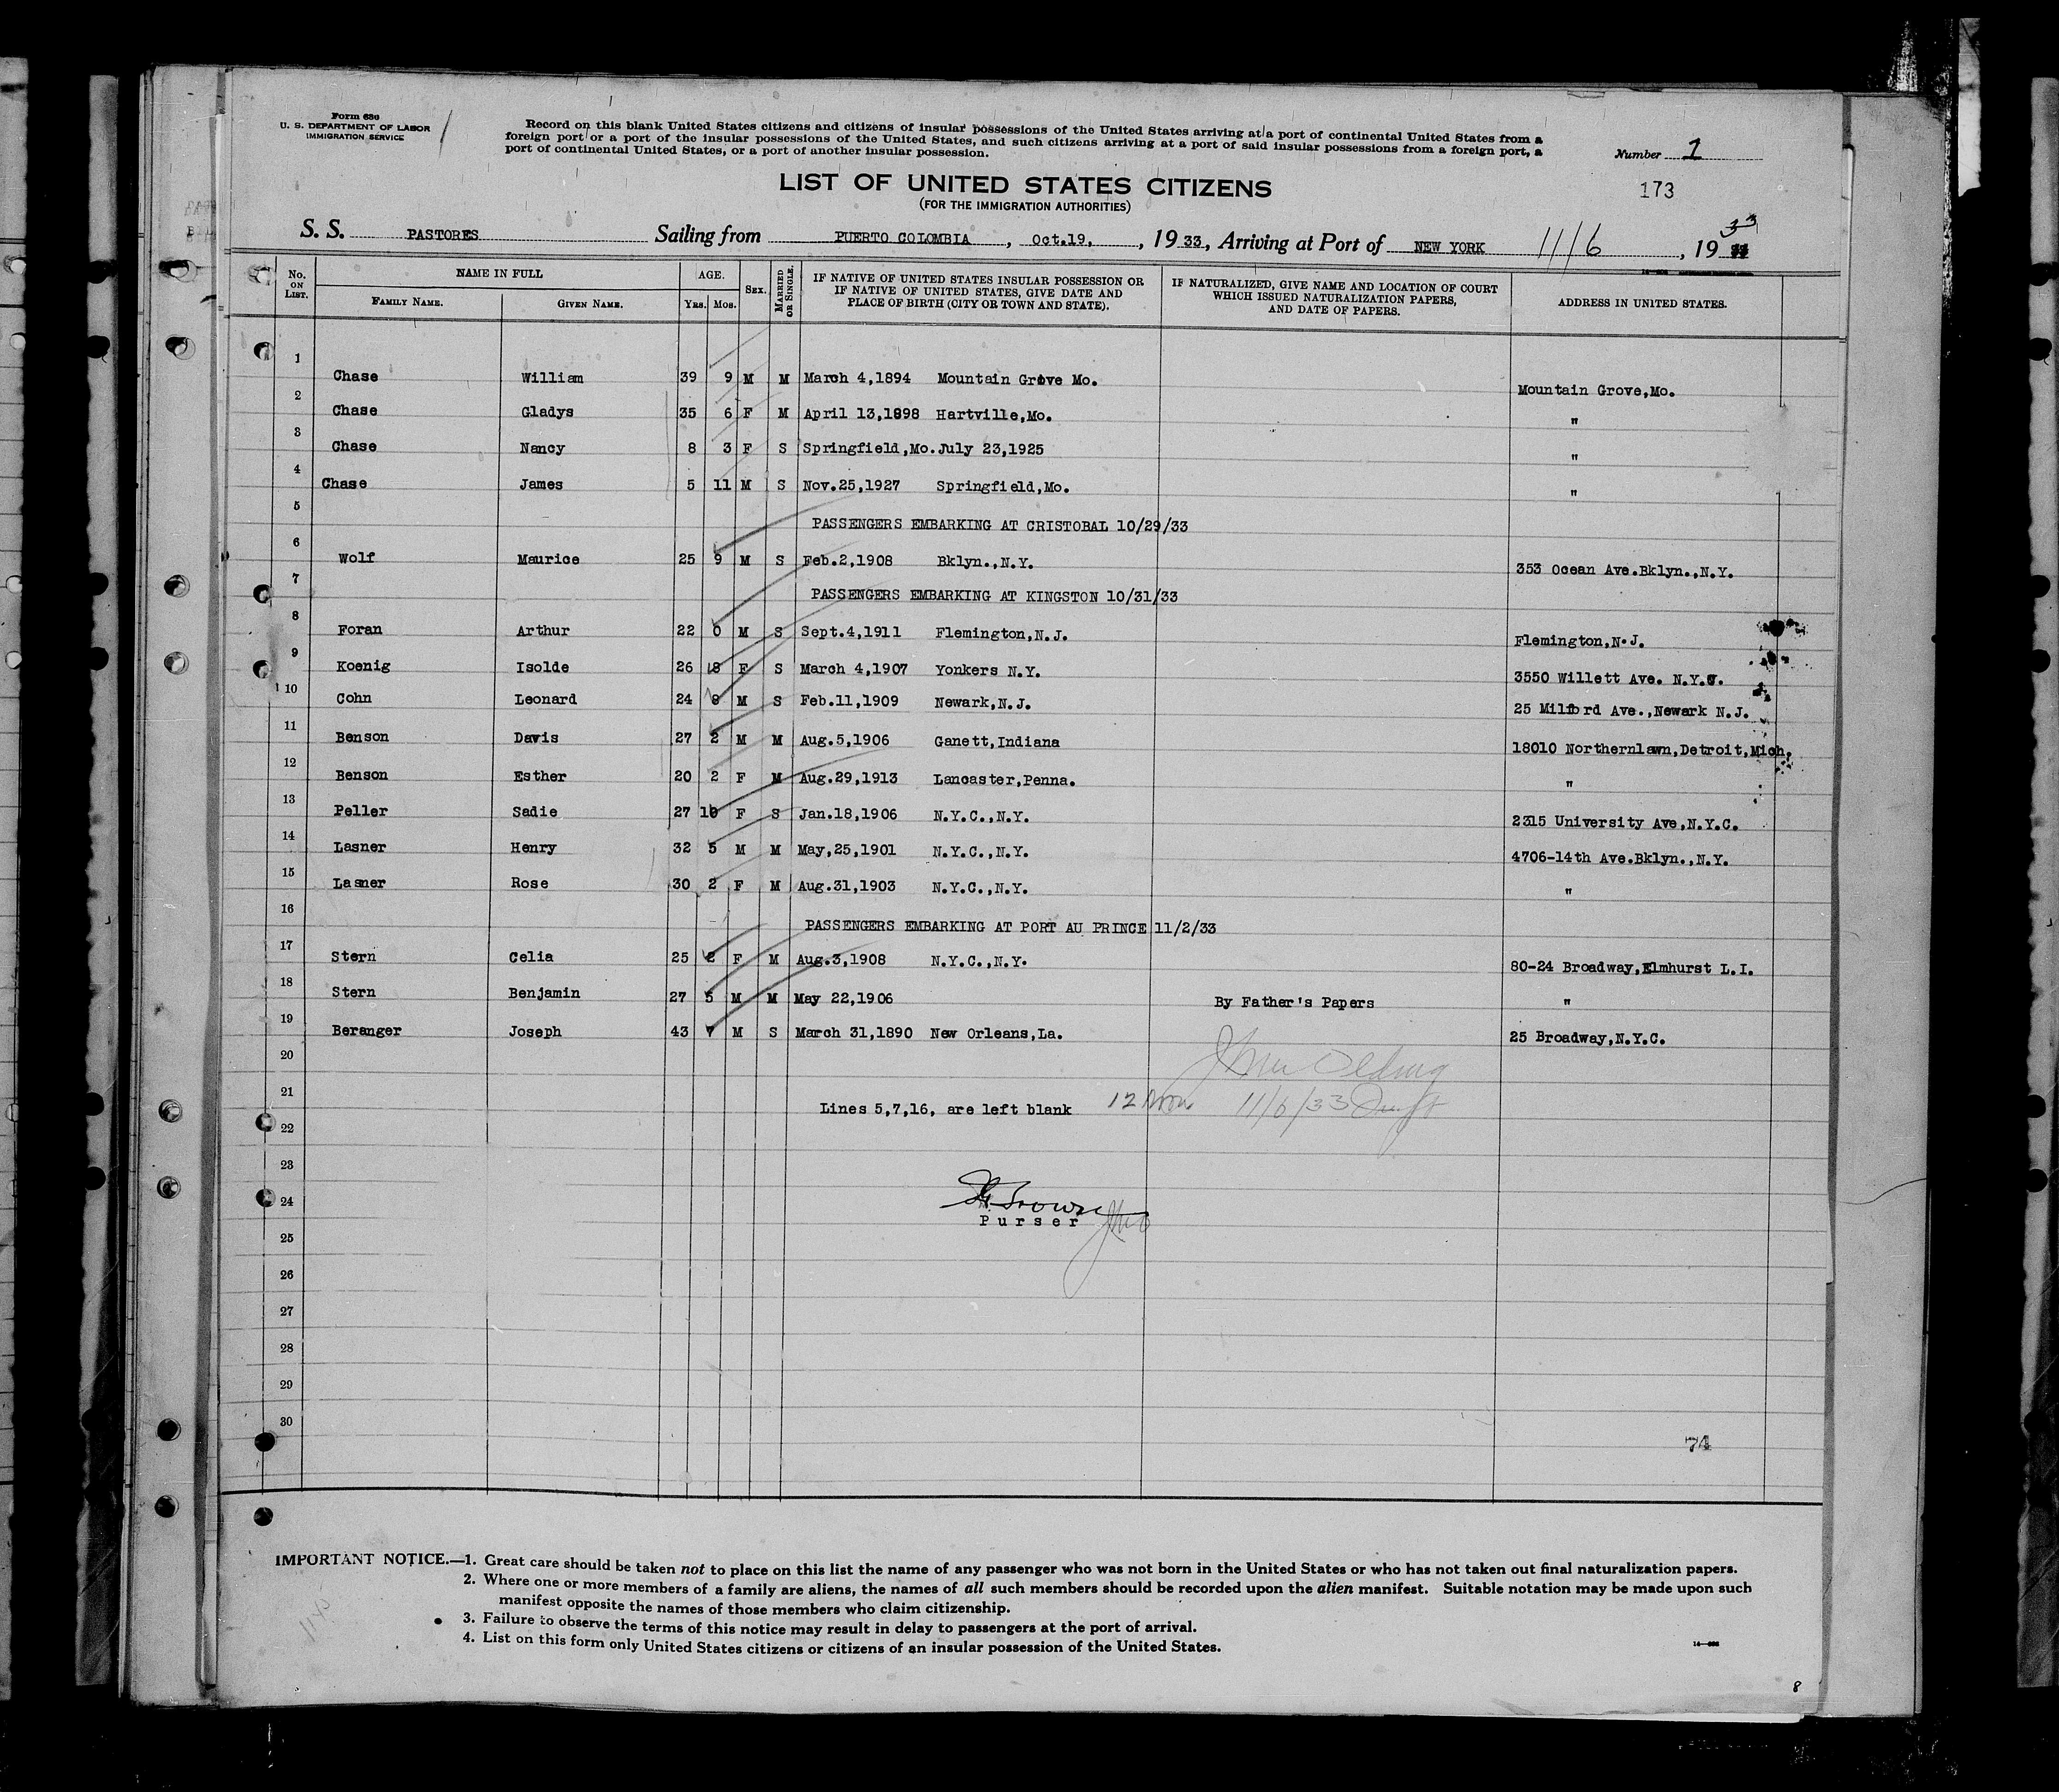 Form 630
U. S. DEPARTMENT OF LABOR
IMMIGRATION SERVICE
Record on this blank United States citizens and citizens of insular possessions of the United States arriving at a port of continental United States from a
foreign port or a port of the insular possessions of the United States, and such citizens arriving at a port of said insular possessions from a foreign port, a
port of continental United States, or a port of another insular possession.
Number 1
173
LIST OF UNITED STATES CITIZENS
(FOR THE IMMIGRATION AUTHORITIES)
S. S. PASTORES Sailing from PUERTO COLOMBIA, Oct.19, 1933, Arriving at Port of NEW YORK 11/6, 1933
No. ON LIST. NAME IN FULL AGE. SEX. MARRIED OR SINGLE. IF NATIVE OF UNITED STATES INSULAR POSSESSION OR IF NATIVE OF UNITED STATES, GIVE DATE AND PLACE OF BIRTH (CITY OR TOWN AND STATE). IF NATURALIZED, GIVE NAME AND LOCATION OF COURT WHICH ISSUED NATURALIZATION PAPERS, AND DATE OF PAPERS. ADDRESS IN UNITED STATES.
FAMILY NAME. GIVEN NAME. YRS. MOS.
1 Chase William 39 9 M M March 4,1894 Mountain Grove Mo. Mountain Grove,Mo.
2 Chase Gladys 35 6 F M April 13,1898 Hartville,Mo. "
3 Chase Nancy 8 3 F S Springfield,Mo.July 23,1925 "
4 Chase James 5 11 M S Nov.25,1927 Springfield,Mo. "
5 PASSENGERS EMBARKING AT CRISTOBAL 10/29/33
6 Wolf Maurice 25 9 M S Feb.2,1908 Bklyn.,N.Y. 353 Ocean Ave.Bklyn.,N.Y.
7 PASSENGERS EMBARKING AT KINGSTON 10/31/33
8 Foran Arthur 22 0 M S Sept.4,1911 Flemington,N.J. Flemington,N.J.
9 Koenig Isolde 26 8 F S March 4,1907 Yonkers N.Y. 3550 Willett Ave. N.Y.C.
10 Cohn Leonard 24 8 M S Feb.11,1909 Newark,N.J. 25 Milford Ave.,Newark N.J.
11 Benson Davis 27 2 M M Aug.5,1906 Ganett,Indiana 18010 Northernlawn,Detroit,Mich.
12 Benson Esther 20 2 F M Aug.29,1913 Lancaster,Penna. "
13 Peller Sadie 27 10 F S Jan.18,1906 N.Y.C.,N.Y. 2315 University Ave,N.Y.C.
14 Lasner Henry 32 5 M M May,25,1901 N.Y.C.,N.Y. 4706-14th Ave.Bklyn.,N.Y.
15 Lasner Rose 30 2 F M Aug.31,1903 N.Y.C.,N.Y. "
16 PASSENGERS EMBARKING AT PORT AU PRINCE 11/2/33
17 Stern Celia 25 2 F M Aug.3,1908 N.Y.C.,N.Y. 80-24 Broadway,Elmhurst L.I.
18 Stern Benjamin 27 5 M M May 22,1906 By Father's Papers "
19 Beranger Joseph 43 7 M S March 31,1890 New Orleans,La. 25 Broadway,N.Y.C.
20
21 Lines 5,7,16, are left blank 12 11/6/33
22
23
24 Brown
Purser
25
26
27
28
29
30
74
IMPORTANT NOTICE.—1. Great care should be taken not to place on this list the name of any passenger who was not born in the United States or who has not taken out final naturalization papers.
2. Where one or more members of a family are aliens, the names of all such members should be recorded upon the alien manifest. Suitable notation may be made upon such
manifest opposite the names of those members who claim citizenship.
3. Failure to observe the terms of this notice may result in delay to passengers at the port of arrival.
4. List on this form only United States citizens or citizens of an insular possession of the United States.
8